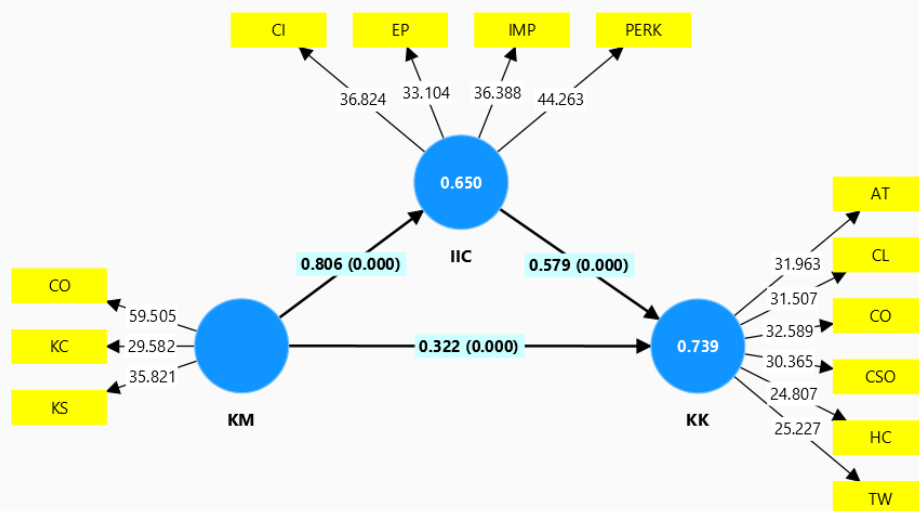 CI
EP
IMP
PERK
36.824
33.104
36.388
44.263
0.650
IIC
0.806 (0.000)
0.579 (0.000)
CO
KC
KS
59.505
29.582
35.821
KM
0.322 (0.000)
0.739
KK
31.963
31.507
32.589
30.365
24.807
25.227
AT
CL
CO
CSO
HC
TW